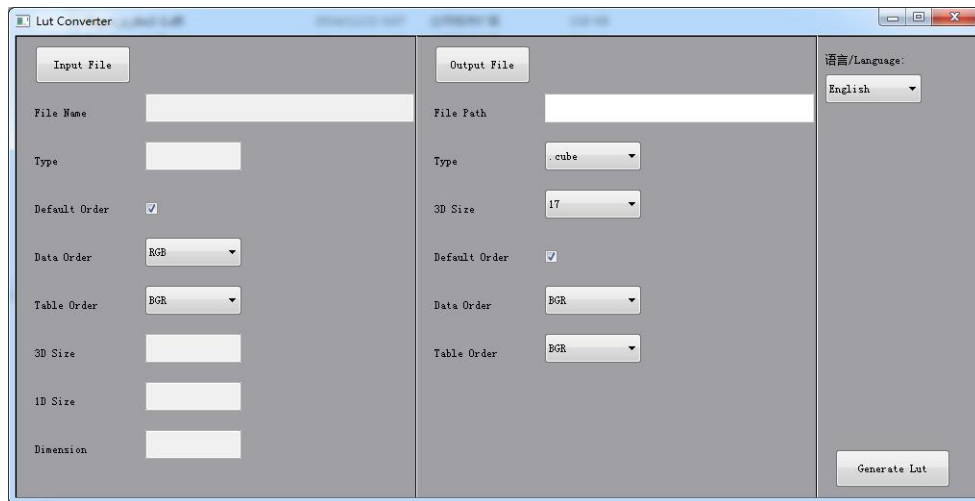 Lut Converter
Input File
File Name
Type
Default Order
Data Order
RGB
Table Order
BGR
3D Size
1D Size
Dimension
Output File
File Path
Type
.cube
3D Size
17
Default Order
Data Order
BGR
Table Order
BGR
语言/Language:
English
Generate Lut